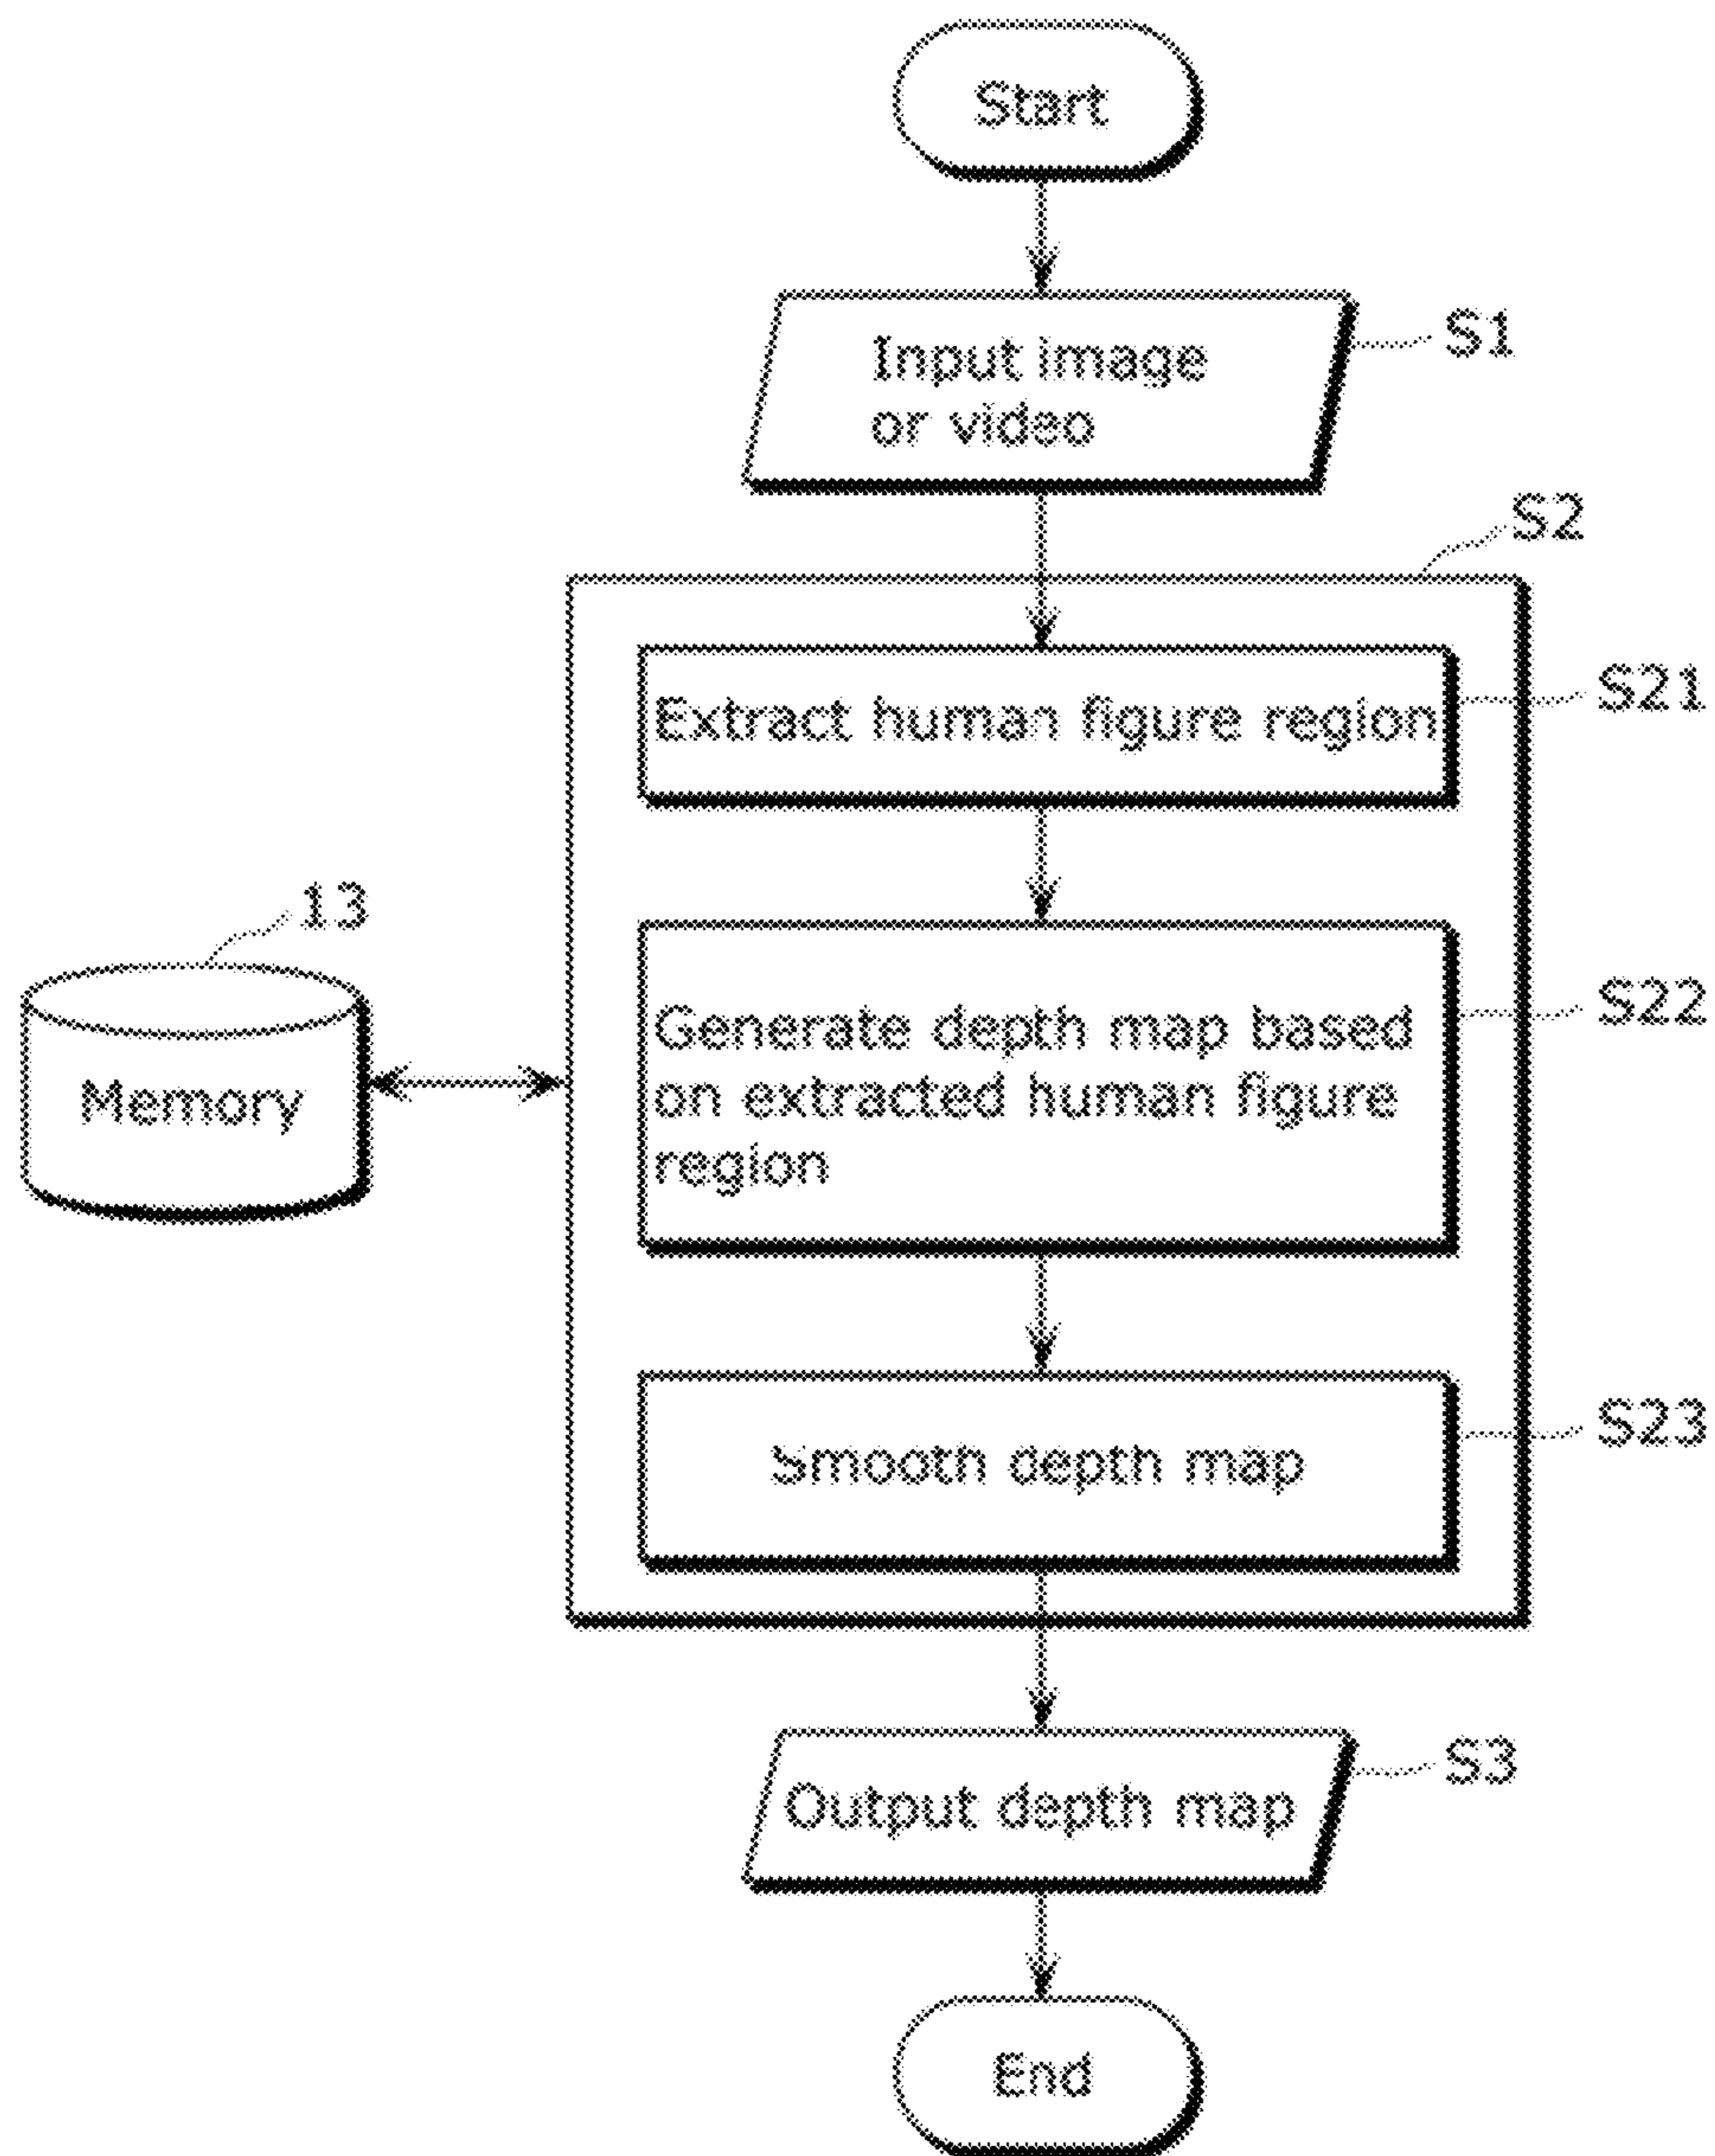 Start
Input image
or video
S1
S2
Extract human figure region
S21
13
Memory
Generate depth map based
on extracted human figure
region
S22
Smooth depth map
S23
Output depth map
S3
End